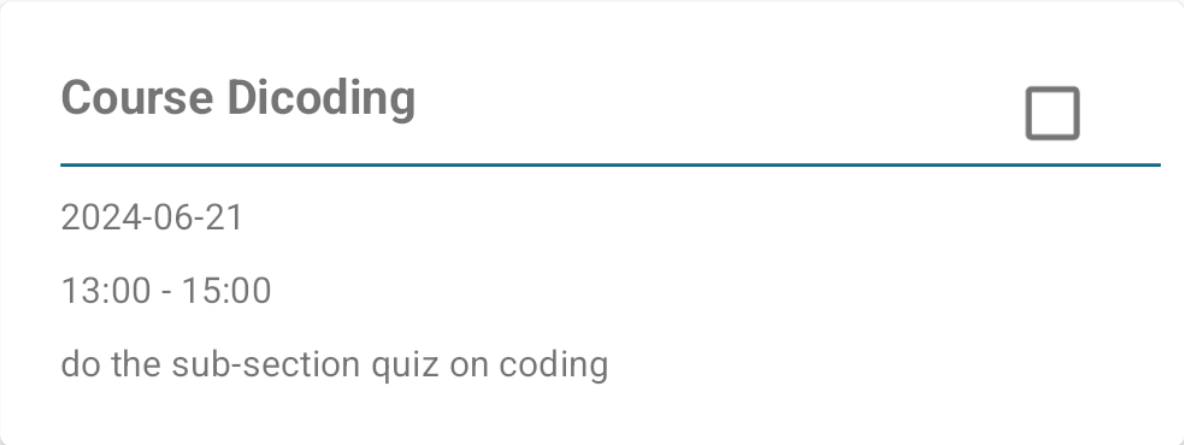 Course Dicoding
2024-06-21
13:00 - 15:00
do the sub-section quiz on coding